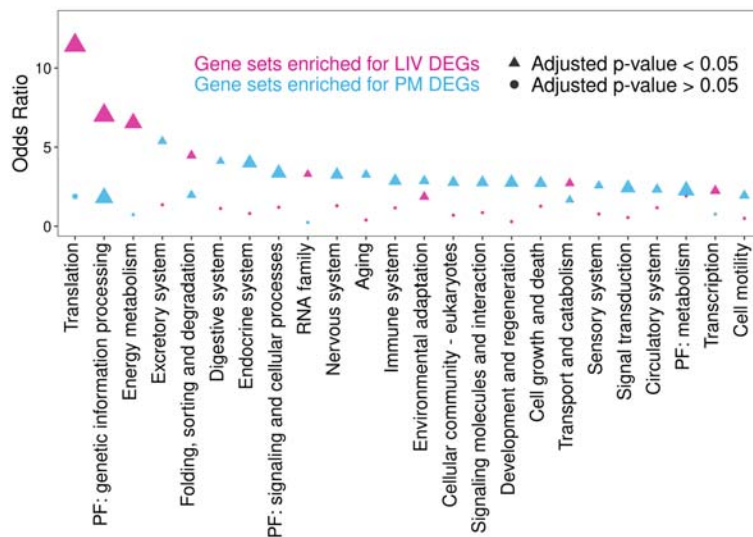 Odds Ratio
10
5
0
Gene sets enriched for LIV DEGs
Gene sets enriched for PM DEGs
Adjusted p-value < 0.05
Adjusted p-value > 0.05
Translation
PF: genetic information processing
Energy metabolism
Excretory system
Folding, sorting and degradation
Digestive system
Endocrine system
PF: signaling and cellular processes
RNA family
Nervous system
Aging
Immune system
Environmental adaptation
Cellular community - eukaryotes
Signaling molecules and interaction
Development and regeneration
Cell growth and death
Transport and catabolism
Sensory system
Signal transduction
Circulatory system
PF: metabolism
Transcription
Cell motility